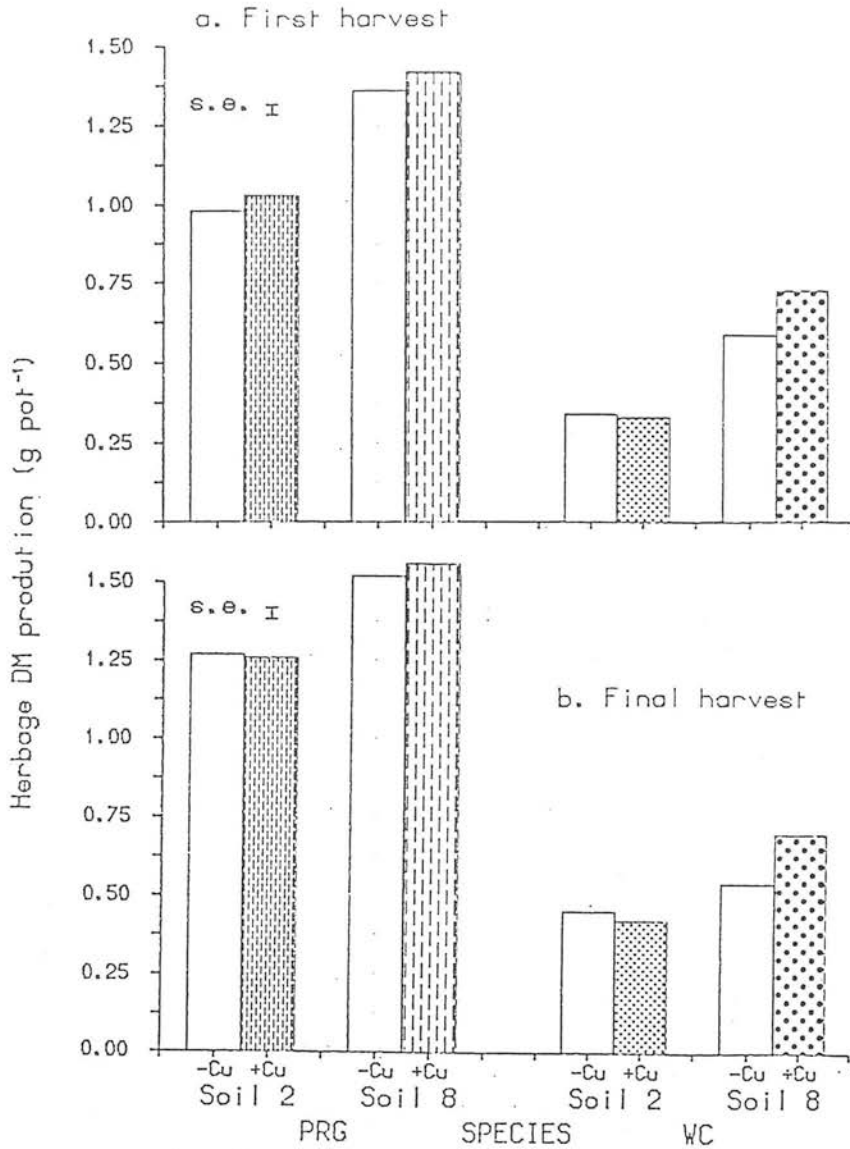 a. First harvest
1.50
s.e.
1.25
1.00
0.75
0.50
0.25
0.00
Herbage DM prodution (g pot⁻¹)
1.50
s.e.
1.25
b. Final harvest
1.00
0.75
0.50
0.25
0.00
-Cu +Cu -Cu +Cu -Cu +Cu -Cu +Cu
Soil 2 Soil 8 Soil 2 Soil 8
PRG SPECIES WC